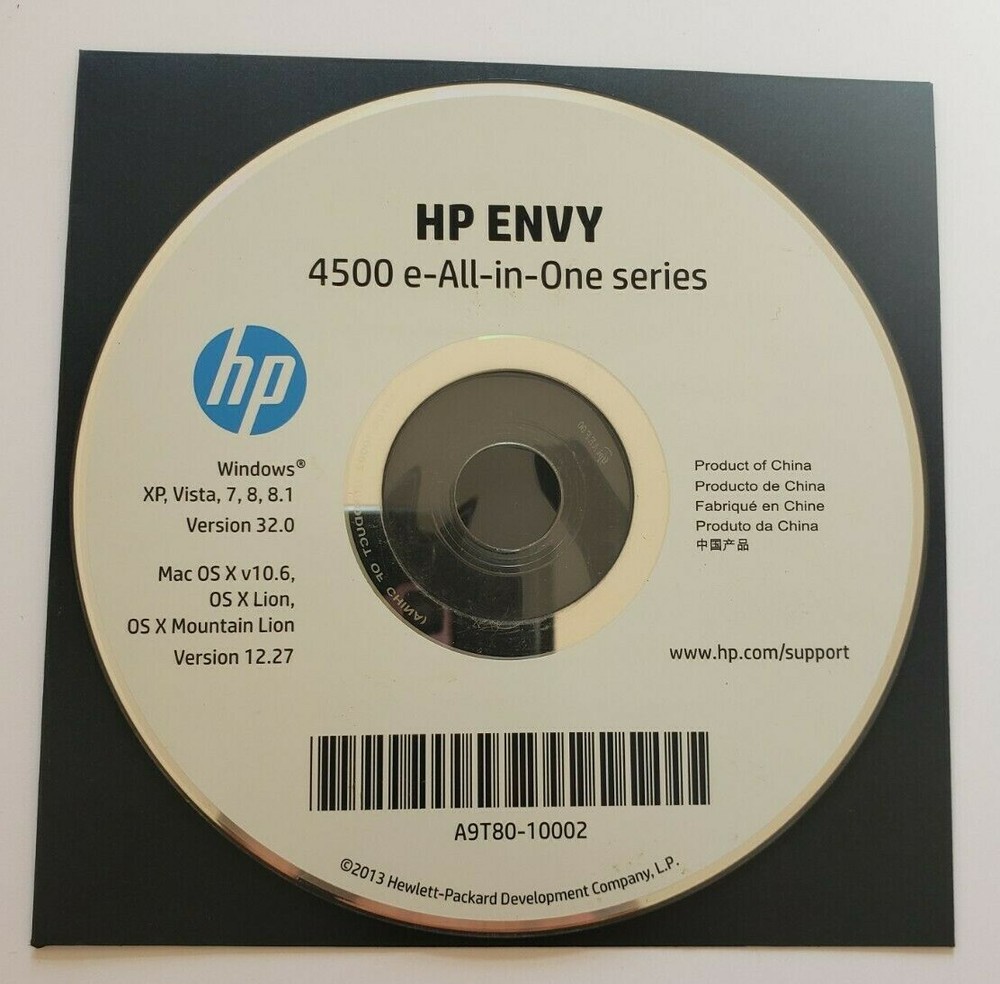 HP ENVY
4500 e-All-in-One series
hp
Windows®
XP, Vista, 7, 8, 8.1
Version 32.0
Mac OS X v10.6,
OS X Lion,
OS X Mountain Lion
Version 12.27
Product of China
Producto de China
Fabriqué en Chine
Produto da China
中国产品
www.hp.com/support
OF CHINA)
A9T80-10002
©2013 Hewlett-Packard Development Company, L.P.